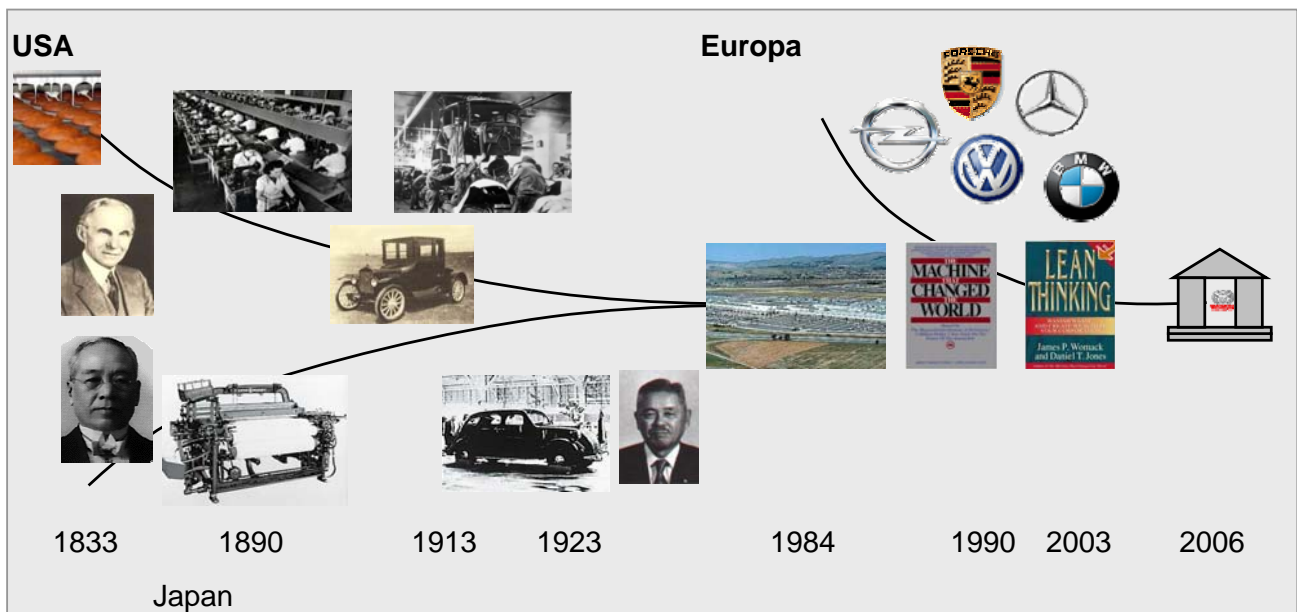 USA
Europa
PORSCHE
BMW
THE
MACHINE
THAT
CHANGED
THE
WORLD
LEAN
THINKING
James P. Womack
and Daniel T. Jones
1833
1890
1913
1923
1984
1990
2003
2006
Japan